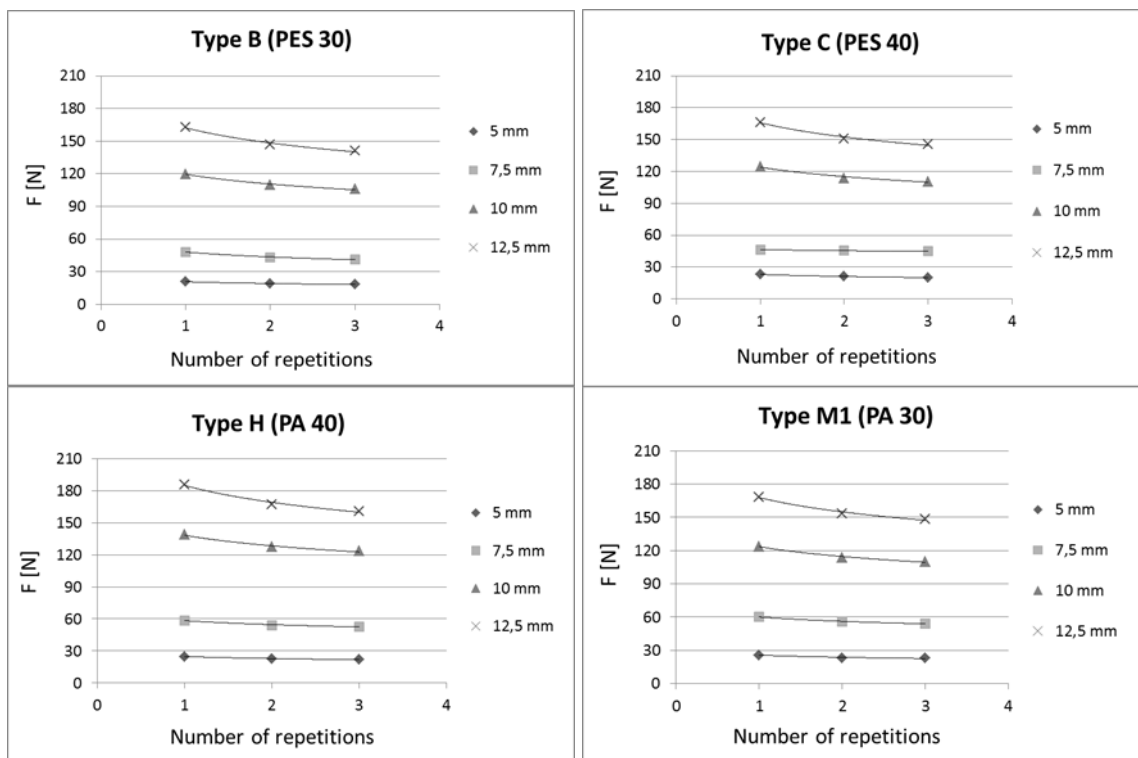 Type B (PES 30)
210
180
150
120
90
60
30
0
F [N]
0 1 2 3 4
Number of repetitions
5 mm
7,5 mm
10 mm
12,5 mm
Type C (PES 40)
210
180
150
120
90
60
30
0
F [N]
0 1 2 3 4
Number of repetitions
5 mm
7,5 mm
10 mm
12,5 mm
Type H (PA 40)
210
180
150
120
90
60
30
0
F [N]
0 1 2 3 4
Number of repetitions
5 mm
7,5 mm
10 mm
12,5 mm
Type M1 (PA 30)
210
180
150
120
90
60
30
0
F [N]
0 1 2 3 4
Number of repetitions
5 mm
7,5 mm
10 mm
12,5 mm